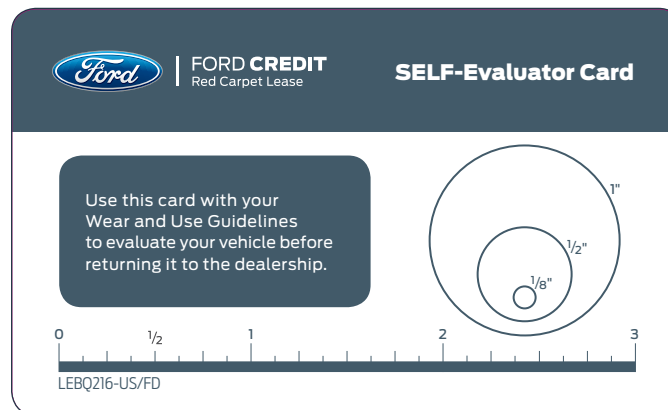 Ford
FORD CREDIT
Red Carpet Lease
SELF-Evaluator Card
Use this card with your
Wear and Use Guidelines
to evaluate your vehicle before
returning it to the dealership.
1"
1/2"
1/8"
0 1/2 1 2 3
LEBQ216-US/FD